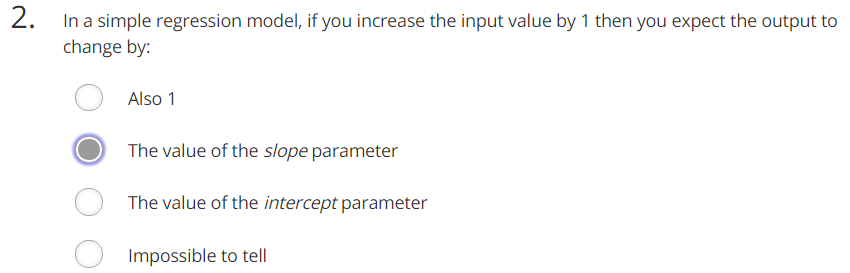 2. In a simple regression model, if you increase the input value by 1 then you expect the output to
change by:
Also 1
The value of the slope parameter
The value of the intercept parameter
Impossible to tell